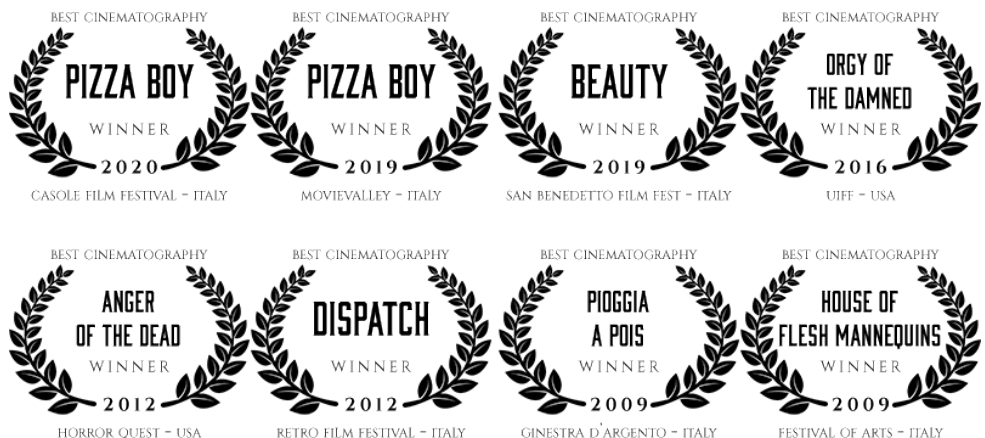 BEST CINEMATOGRAPHY
PIZZA BOY
WINNER
2020
CASOLE FILM FESTIVAL - ITALY
BEST CINEMATOGRAPHY
PIZZA BOY
WINNER
2019
MOVIEVALLEY - ITALY
BEST CINEMATOGRAPHY
BEAUTY
WINNER
2019
SAN BENEDETTO FILM FEST - ITALY
BEST CINEMATOGRAPHY
ORGY OF
THE DAMNED
WINNER
2016
UIFF - USA
BEST CINEMATOGRAPHY
ANGER
OF THE DEAD
WINNER
2012
HORROR QUEST - USA
BEST CINEMATOGRAPHY
DISPATCH
WINNER
2012
RETRO FILM FESTIVAL - ITALY
BEST CINEMATOGRAPHY
PIOGGIA
A POIS
WINNER
2009
GINESTRA D'ARGENTO - ITALY
BEST CINEMATOGRAPHY
HOUSE OF
FLESH MANNEQUINS
WINNER
2009
FESTIVAL OF ARTS - ITALY